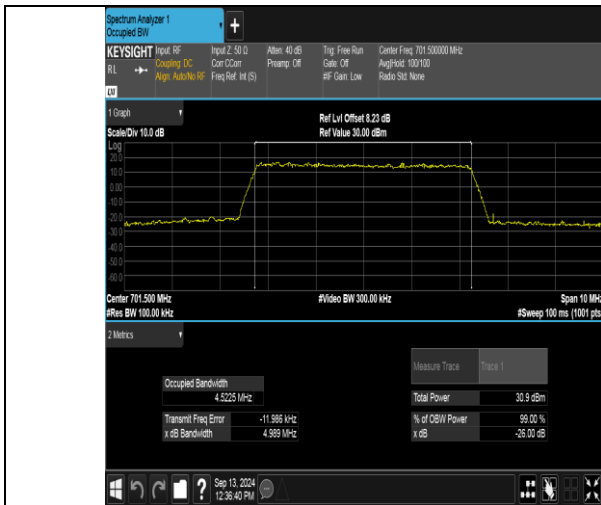 Spectrum Analyzer 1
Occupied BW
+
KEYSIGHT Input: RF Input Z: 50 Ω Atten: 40 dB Trig: Free Run Center Freq: 701.500000 MHz
RL Coupling: DC Corr CCorr Preamp: Off Gate: Off Avg|Hold: 100/100
Align: Auto/No RF Freq Ref: Int (S) #IF Gain: Low Radio Std: None
LXI
1 Graph
Ref Lvl Offset 8.23 dB
Scale/Div 10.0 dB Ref Value 30.00 dBm
Log
20.0
10.0
0.00
-10.0
-20.0
-30.0
-40.0
-50.0
-60.0
Center 701.500 MHz #Video BW 300.00 kHz Span 10 MHz
#Res BW 100.00 kHz #Sweep 100 ms (1001 pts
2 Metrics
Measure Trace Trace 1
Occupied Bandwidth
4.5225 MHz Total Power 30.9 dBm
Transmit Freq Error -11.986 kHz % of OBW Power 99.00 %
x dB Bandwidth 4.989 MHz x dB -26.00 dB
? Sep 13, 2024
12:36:40 PM